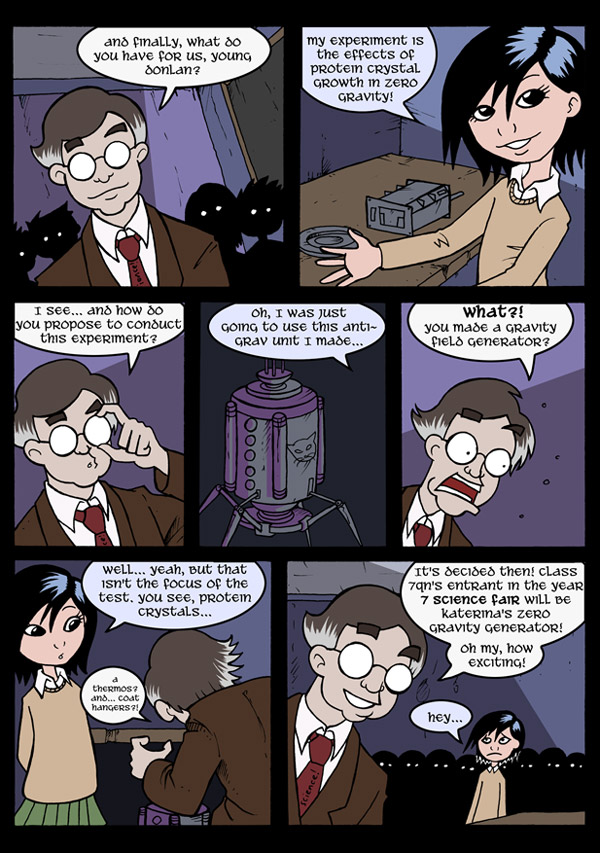 and finally, what do
you have for us, young
donlan?
my experiment is
the effects of
protein crystal
growth in zero
gravity!
I see... and how do
you propose to conduct
this experiment?
oh, I was just
going to use this anti-
grav unit I made...
what?!
you made a gravity
field generator?
well... yeah, but that
isn't the focus of the
test. you see, protein
crystals...
a
thermos?
and... coat
hangers?!
It's decided then! Class
7QN's entrant in the year
7 science fair will be
Katerina's zero
gravity generator!
oh my, how
exciting!
hey...
science!